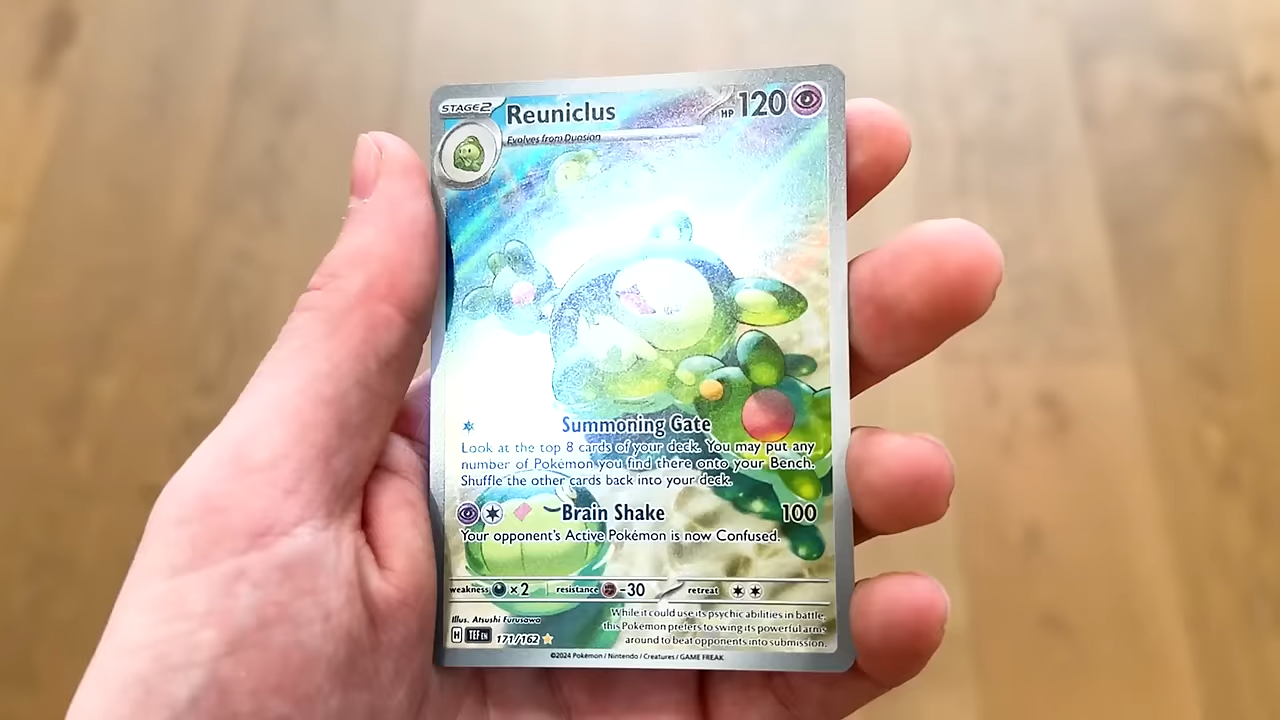 STAGE2 Reuniclus HP 120
Evolves from Duosion
Summoning Gate
Look at the top 8 cards of your deck. You may put any
number of Pokémon you find there onto your Bench.
Shuffle the other cards back into your deck.
Brain Shake 100
Your opponent's Active Pokémon is now Confused.
weakness ×2 resistance -30 retreat
While it could use its psychic abilities in battle,
this Pokémon prefers to swing its powerful arms
around to beat opponents into submission.
Illus. Atsushi Furusawa
H TEF EN 171/162
©2024 Pokémon / Nintendo / Creatures / GAME FREAK